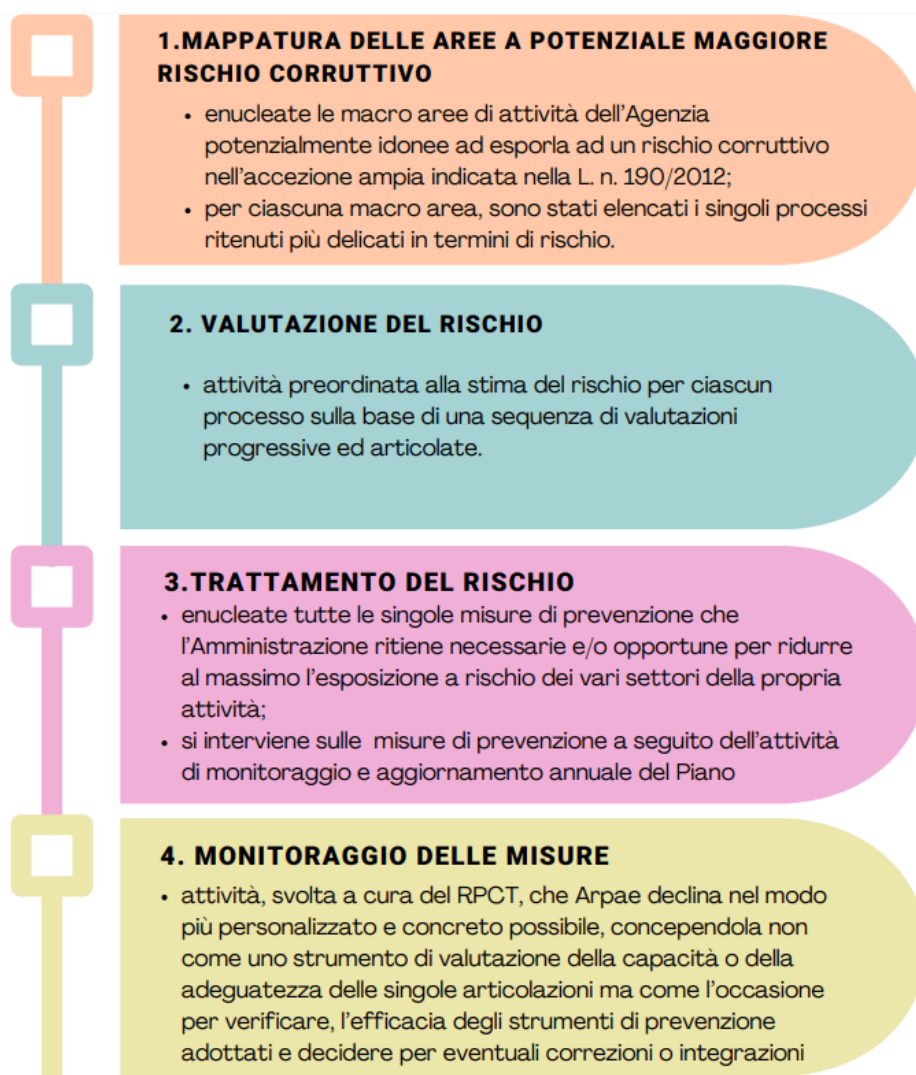 1.MAPPATURA DELLE AREE A POTENZIALE MAGGIORE
RISCHIO CORRUTTIVO
• enucleate le macro aree di attività dell'Agenzia
potenzialmente idonee ad esporla ad un rischio corruttivo
nell'accezione ampia indicata nella L. n. 190/2012;
• per ciascuna macro area, sono stati elencati i singoli processi
ritenuti più delicati in termini di rischio.
2. VALUTAZIONE DEL RISCHIO
• attività preordinata alla stima del rischio per ciascun
processo sulla base di una sequenza di valutazioni
progressive ed articolate.
3.TRATTAMENTO DEL RISCHIO
• enucleate tutte le singole misure di prevenzione che
l'Amministrazione ritiene necessarie e/o opportune per ridurre
al massimo l'esposizione a rischio dei vari settori della propria
attività;
• si interviene sulle misure di prevenzione a seguito dell'attività
di monitoraggio e aggiornamento annuale del Piano
4. MONITORAGGIO DELLE MISURE
• attività, svolta a cura del RPCT, che Arpae declina nel modo
più personalizzato e concreto possibile, concependola non
come uno strumento di valutazione della capacità o della
adeguatezza delle singole articolazioni ma come l'occasione
per verificare, l'efficacia degli strumenti di prevenzione
adottati e decidere per eventuali correzioni o integrazioni